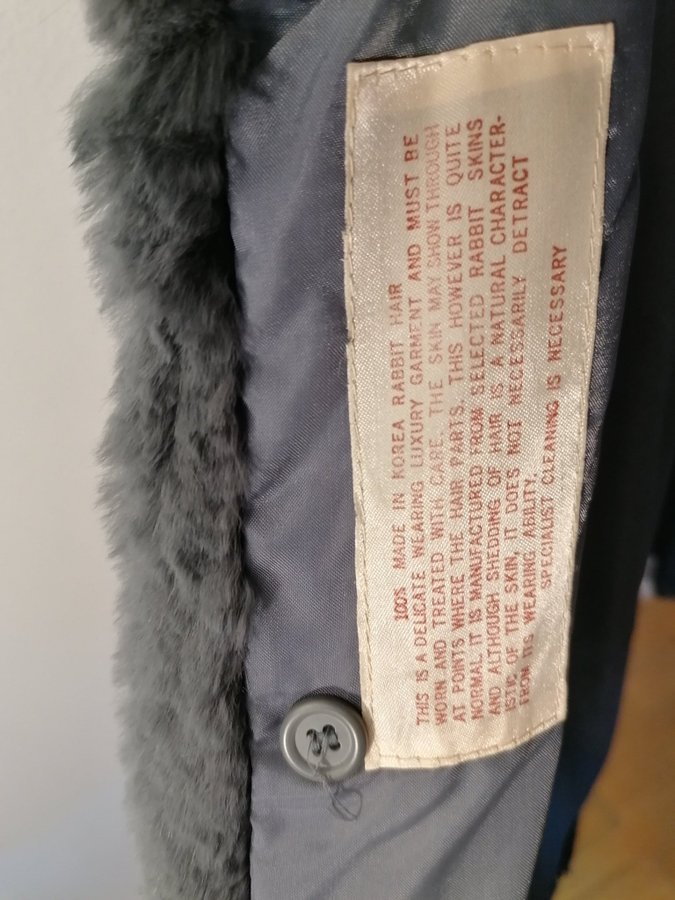 100% MADE IN KOREA RABBIT HAIR
THIS IS A DELICATE WEARING LUXURY GARMENT AND MUST BE
WORN AND TREATED WITH CARE, THE SKIN MAY SHOW THROUGH
AT POINTS WHERE THE HAIR PARTS. THIS HOWEVER IS QUITE
NORMAL IT IS MANUFACTURED FROM SELECTED RABBIT SKINS
AND ALTHOUGH SHEDDING OF HAIR IS A NATURAL CHARACTER-
ISTIC OF THE SKIN, IT DOES NOT NECESSARILY DETRACT
FROM ITS WEARING ABILITY.
SPECIALIST CLEANING IS NECESSARY